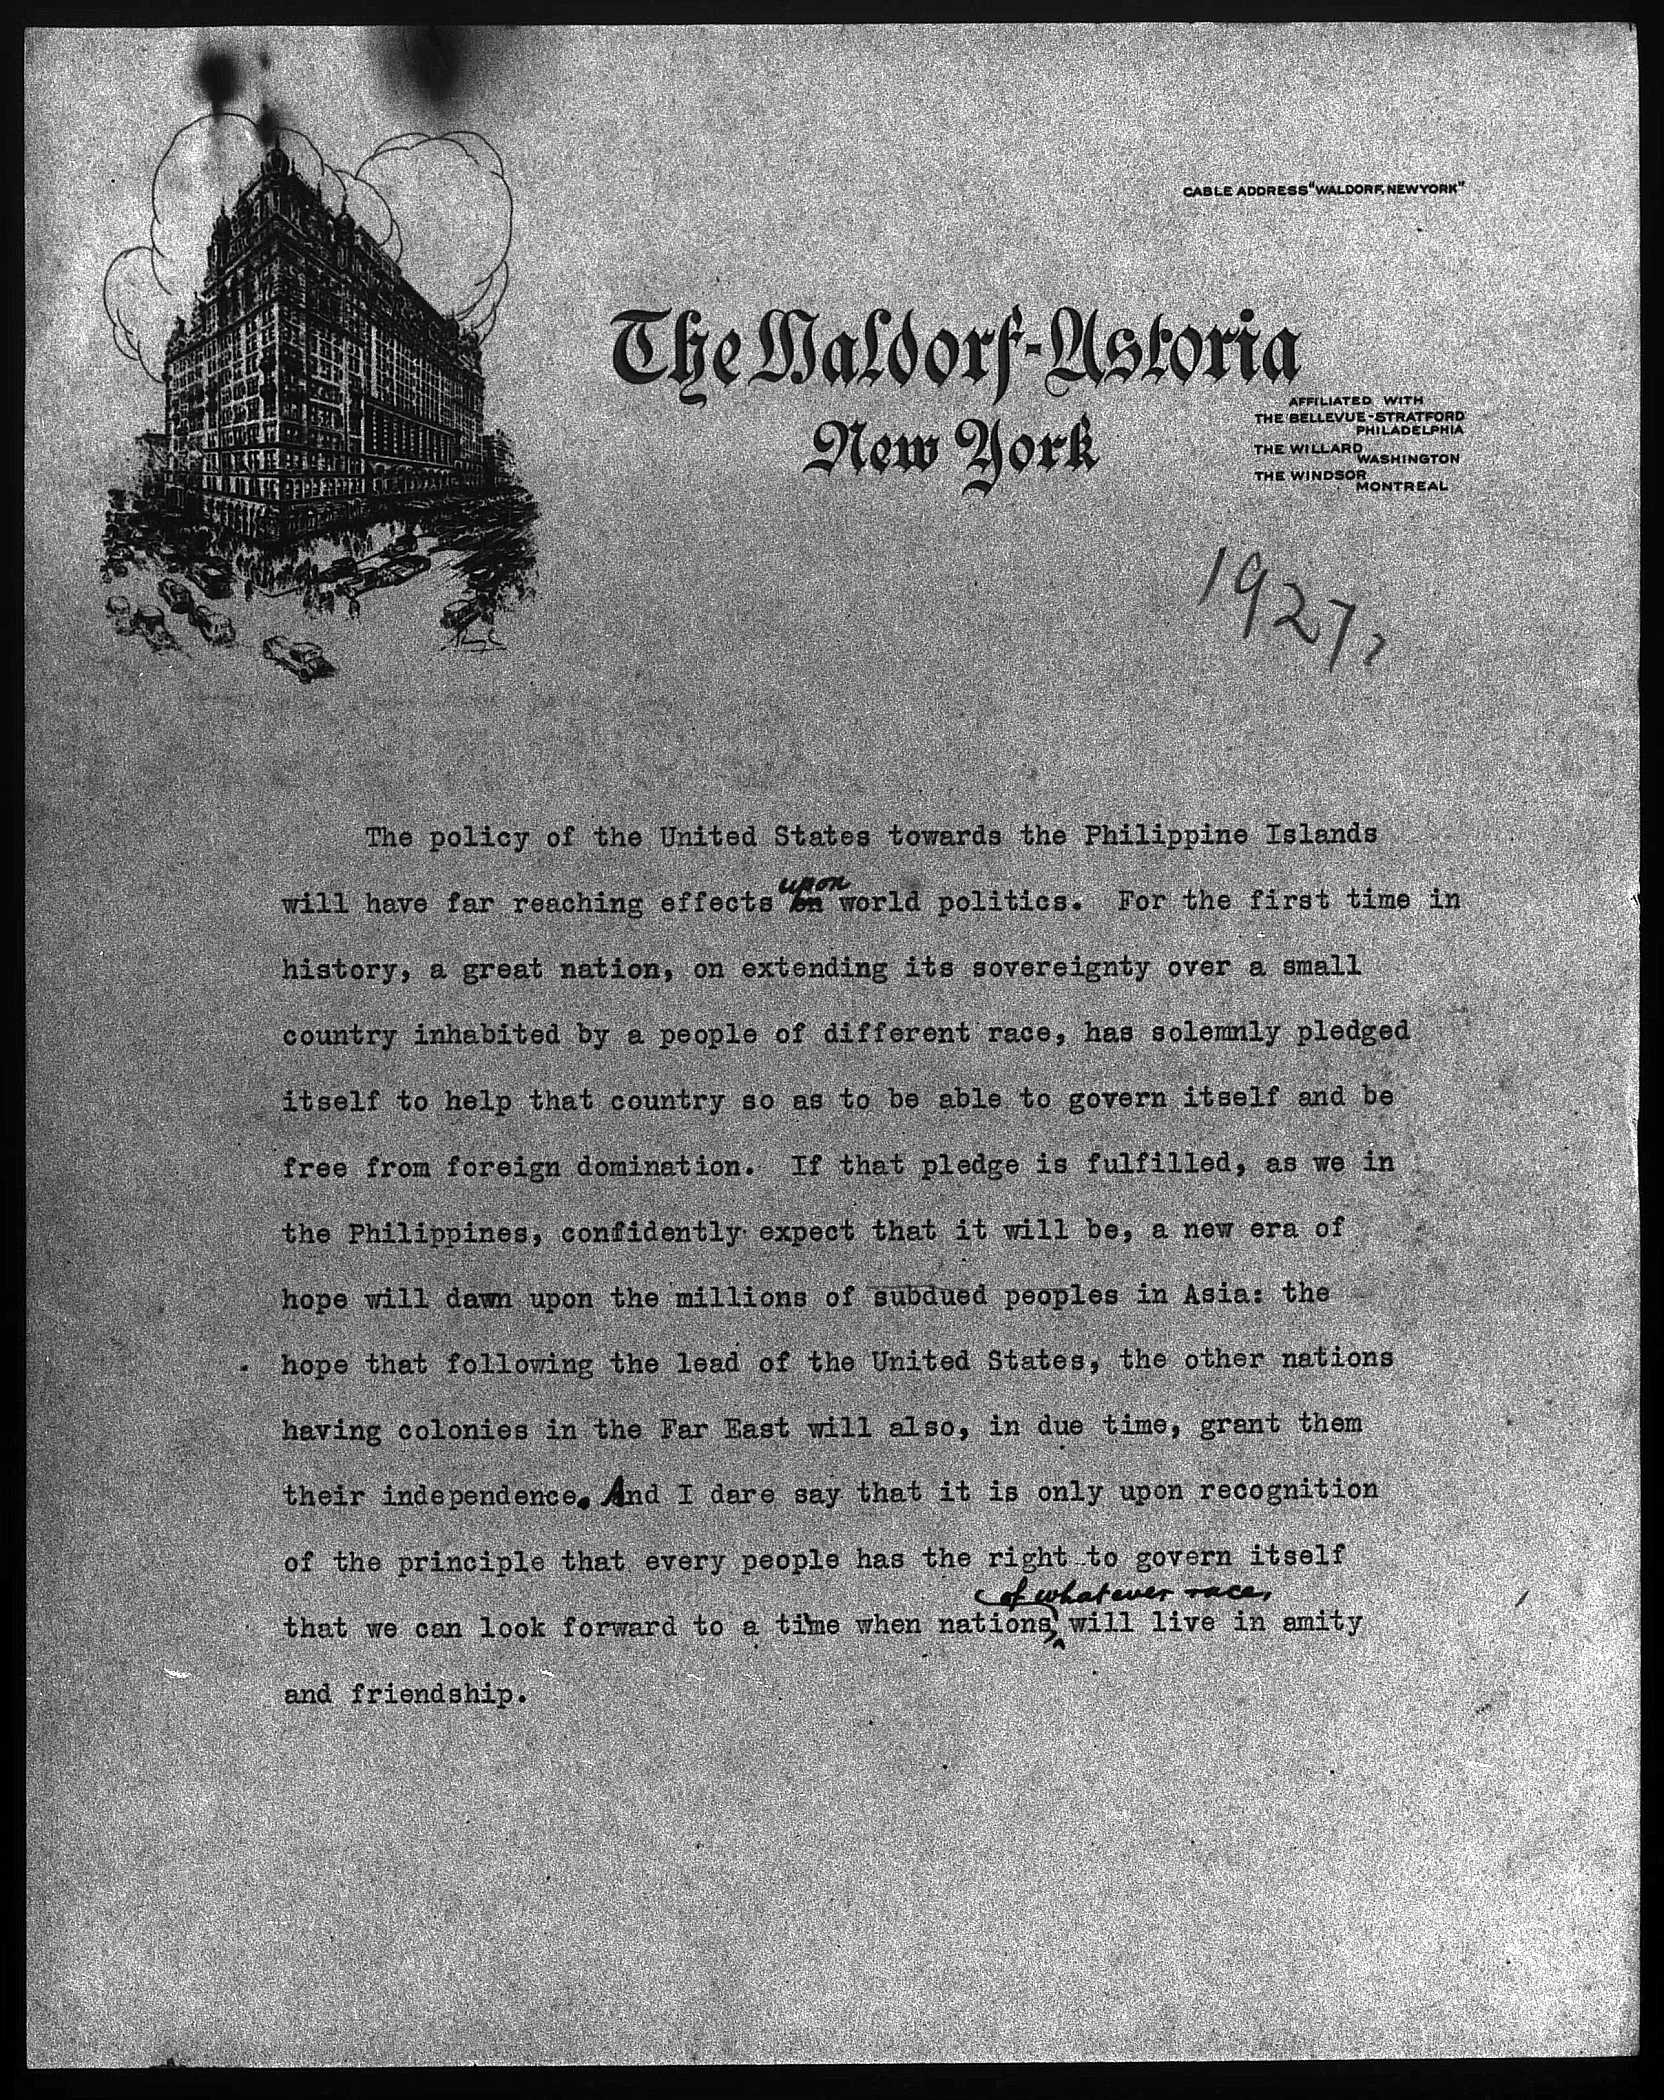 CABLE ADDRESS "WALDORF, NEWYORK"
The Waldorf-Astoria
New York
AFFILIATED WITH
THE BELLEVUE-STRATFORD
PHILADELPHIA
THE WILLARD
WASHINGTON
THE WINDSOR
MONTREAL
1927?
The policy of the United States towards the Philippine Islands
upon
will have far reaching effects on world politics. For the first time in
history, a great nation, on extending its sovereignty over a small
country inhabited by a people of different race, has solemnly pledged
itself to help that country so as to be able to govern itself and be
free from foreign domination. If that pledge is fulfilled, as we in
the Philippines, confidently expect that it will be, a new era of
hope will dawn upon the millions of subdued peoples in Asia: the
hope that following the lead of the United States, the other nations
having colonies in the Far East will also, in due time, grant them
their independence. And I dare say that it is only upon recognition
of the principle that every people has the right to govern itself
of whatever race,
that we can look forward to a time when nations, will live in amity
and friendship.